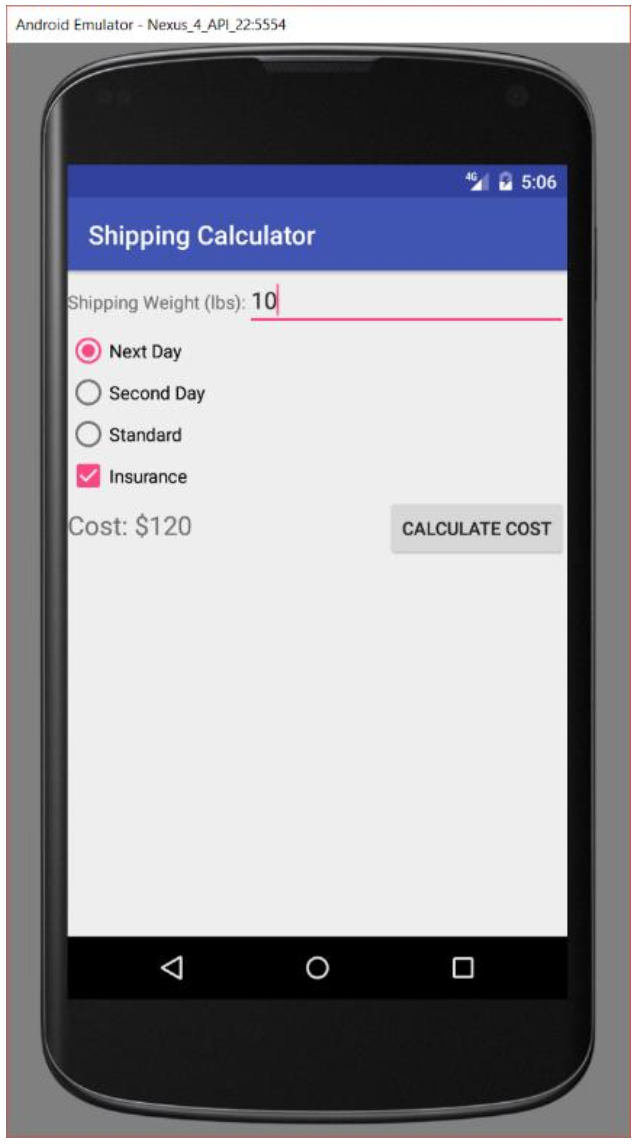 Android Emulator - Nexus_4_API_22:5554
4G 5:06
Shipping Calculator
Shipping Weight (lbs): 10
Next Day
Second Day
Standard
Insurance
Cost: $120 CALCULATE COST